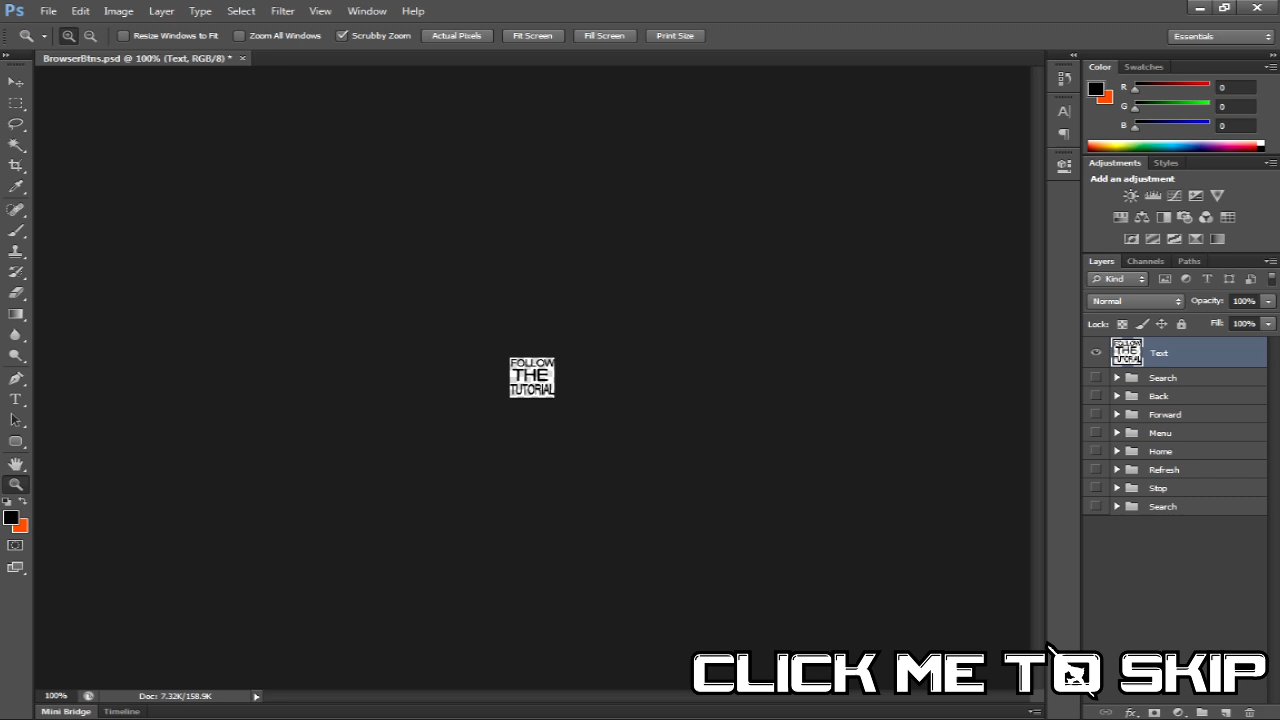 Ps File Edit Image Layer Type Select Filter View Window Help
Resize Windows to Fit Zoom All Windows Scrubby Zoom Actual Pixels Fit Screen Fill Screen Print Size Essentials
BrowserBtns.psd @ 100% (Text, RGB/8) *
Color Swatches
R 0
G 0
B 0
Adjustments Styles
Add an adjustment
Layers Channels Paths
Kind
Normal Opacity: 100%
Lock: Fill: 100%
FOLLOW
THE
TUTORIAL
FOLLOW
THE
TUTORIAL
Text
Search
Back
Forward
Menu
Home
Refresh
Stop
Search
CLICK ME TO SKIP
100% Doc: 7.32K/158.9K
Mini Bridge Timeline